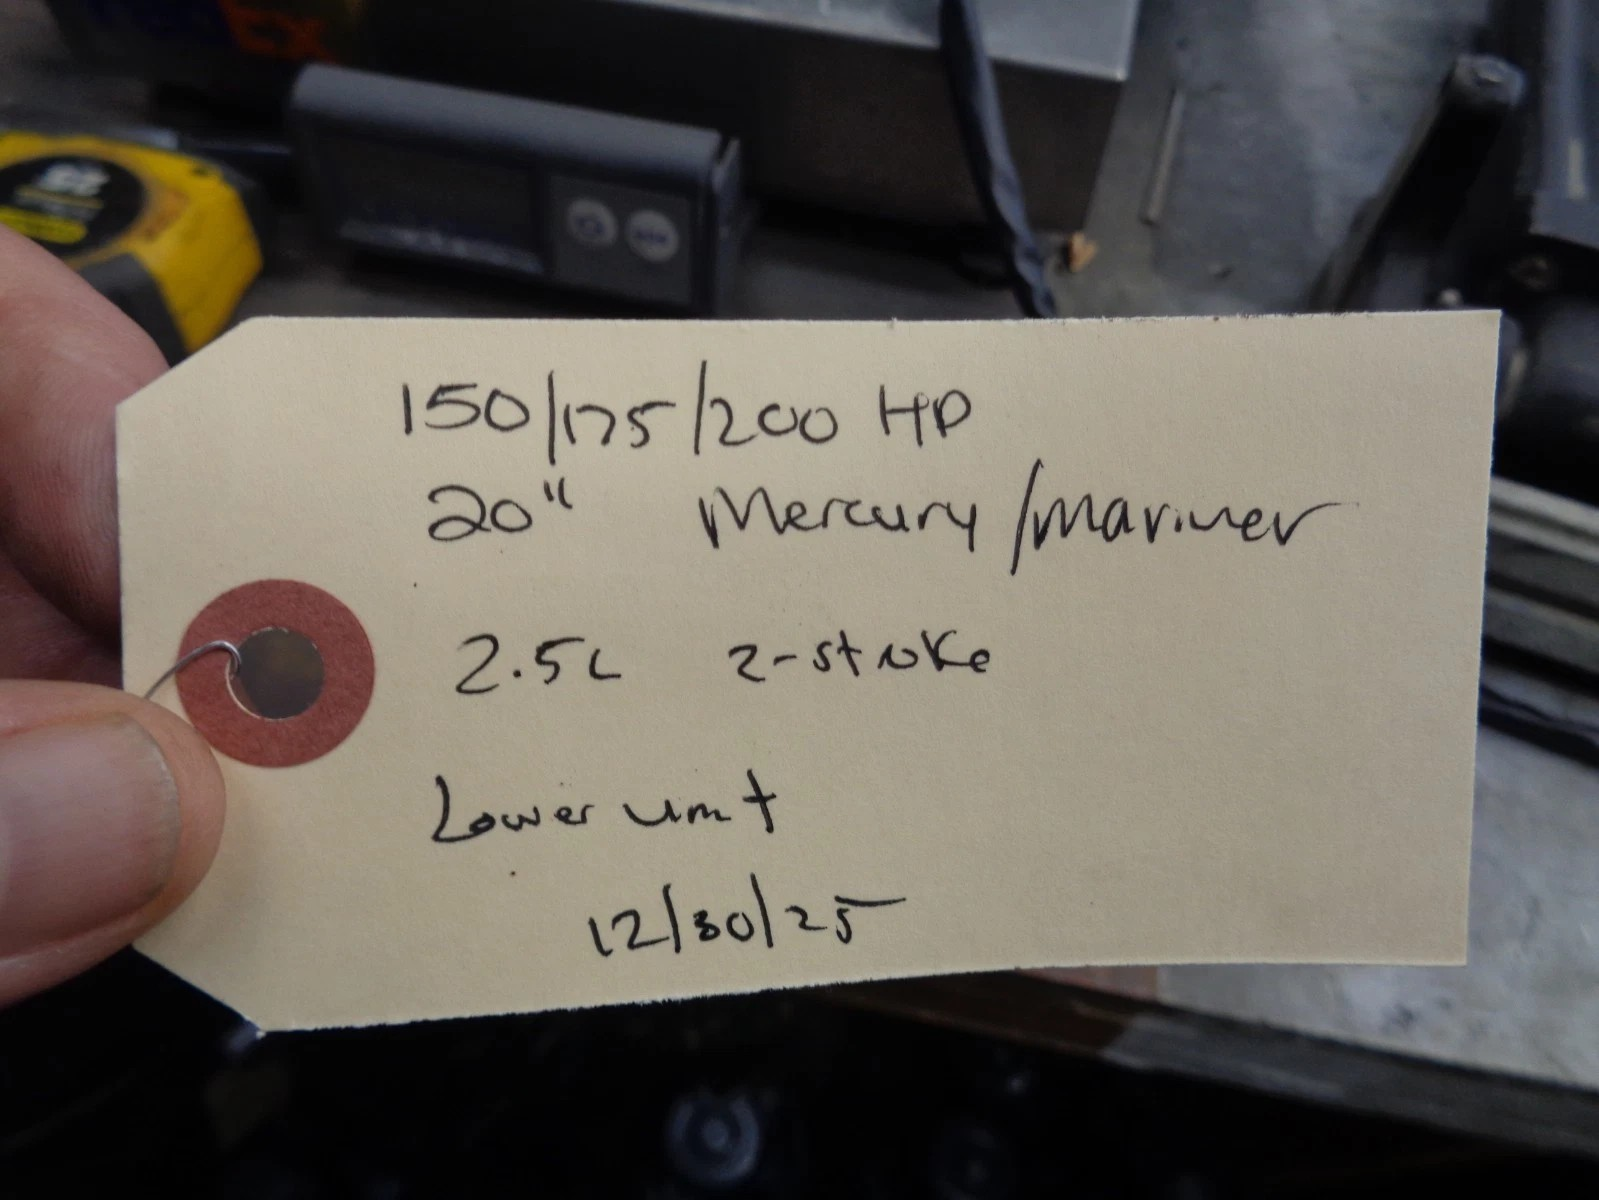 150/175/200 HP
20" Mercury/Mariner
2.5L 2-stroke
Lower unit
12/30/25